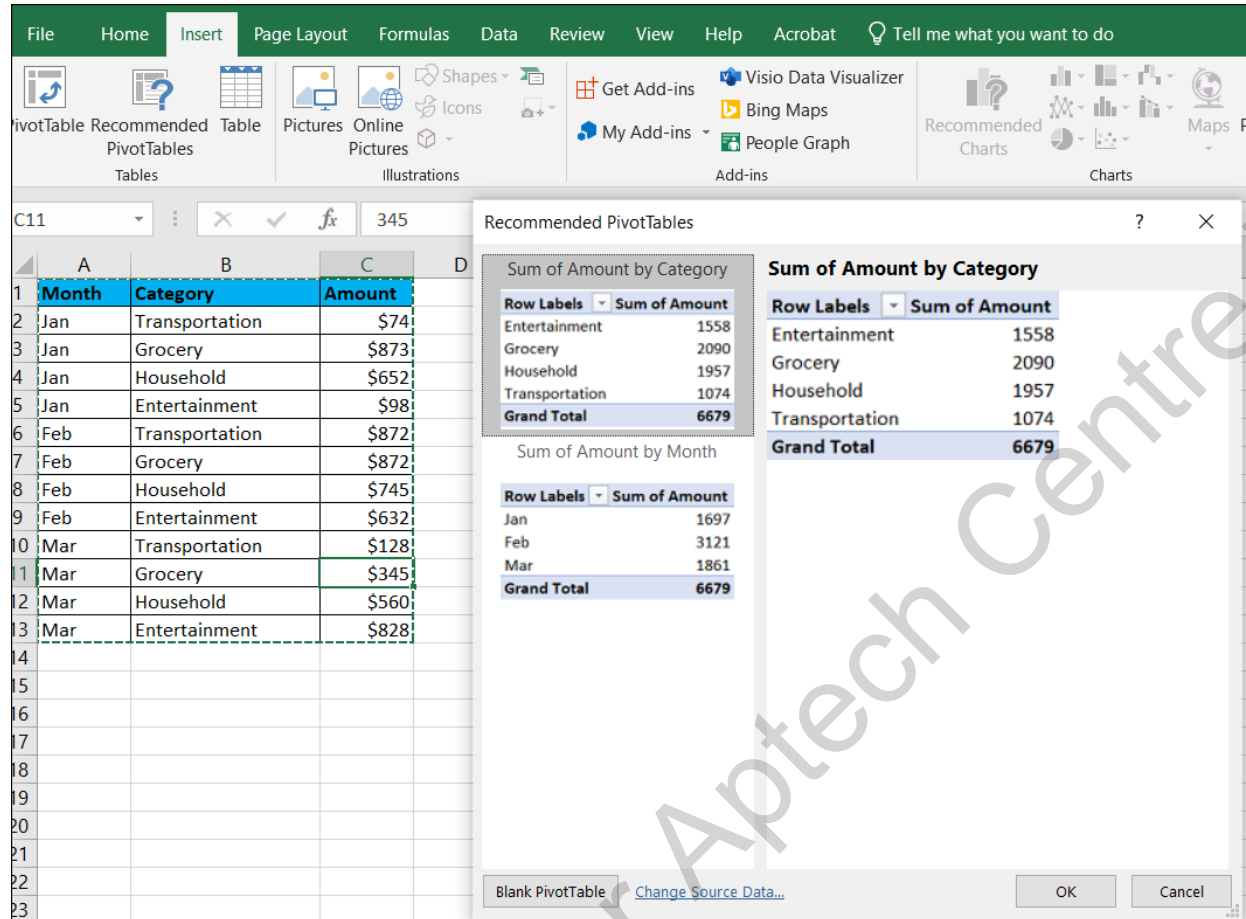 File Home Insert Page Layout Formulas Data Review View Help Acrobat Tell me what you want to do
PivotTable Recommended PivotTables Table Pictures Online Pictures Shapes Icons Get Add-ins My Add-ins Visio Data Visualizer Bing Maps People Graph Recommended Charts Maps
Tables Illustrations Add-ins Charts
C11 fx 345
A B C D
1 Month Category Amount
2 Jan Transportation $74
3 Jan Grocery $873
4 Jan Household $652
5 Jan Entertainment $98
6 Feb Transportation $872
7 Feb Grocery $872
8 Feb Household $745
9 Feb Entertainment $632
10 Mar Transportation $128
11 Mar Grocery $345
12 Mar Household $560
13 Mar Entertainment $828
14
15
16
17
18
19
20
21
22
23
Recommended PivotTables ?
Sum of Amount by Category
Row Labels Sum of Amount
Entertainment 1558
Grocery 2090
Household 1957
Transportation 1074
Grand Total 6679
Sum of Amount by Month
Row Labels Sum of Amount
Jan 1697
Feb 3121
Mar 1861
Grand Total 6679
Sum of Amount by Category
Row Labels Sum of Amount
Entertainment 1558
Grocery 2090
Household 1957
Transportation 1074
Grand Total 6679
Blank PivotTable Change Source Data... OK Cancel
Aptech Centre